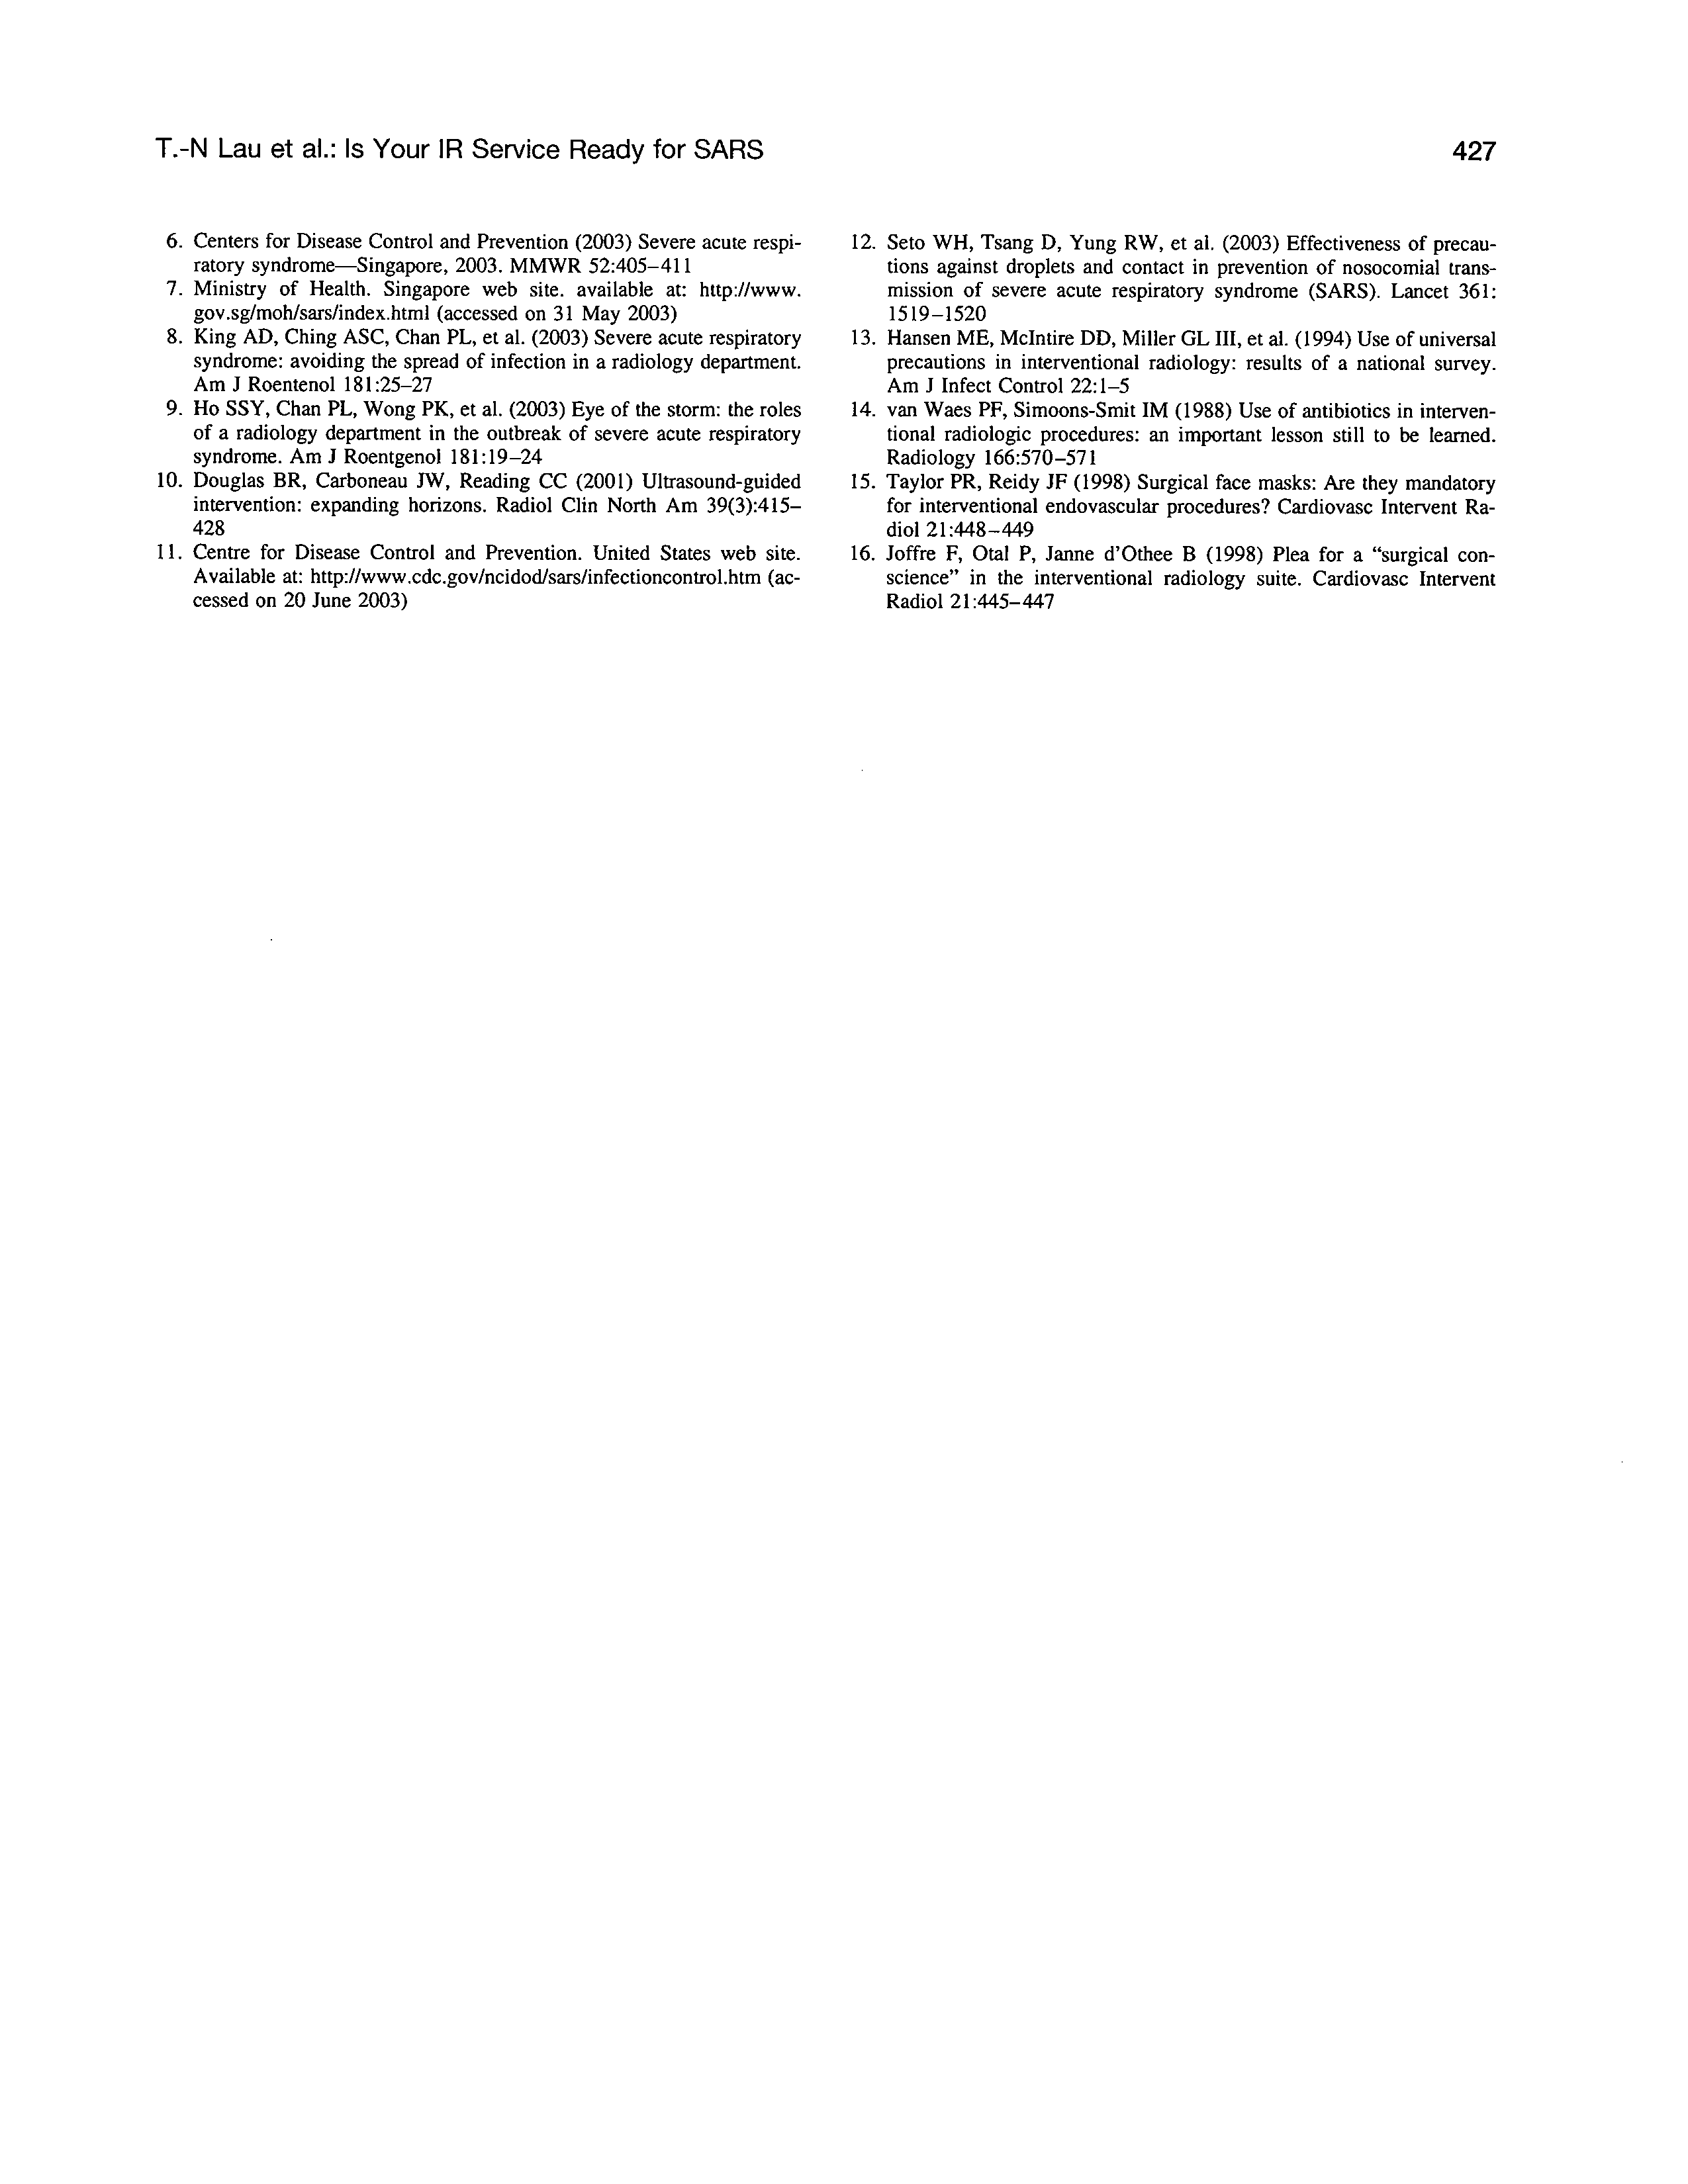 T.-N Lau et al.: Is Your IR Service Ready for SARS
427
6. Centers for Disease Control and Prevention (2003) Severe acute respi-
ratory syndrome—Singapore, 2003. MMWR 52:405–411
7. Ministry of Health. Singapore web site. available at: http://www.
gov.sg/moh/sars/index.html (accessed on 31 May 2003)
8. King AD, Ching ASC, Chan PL, et al. (2003) Severe acute respiratory
syndrome: avoiding the spread of infection in a radiology department.
Am J Roentenol 181:25–27
9. Ho SSY, Chan PL, Wong PK, et al. (2003) Eye of the storm: the roles
of a radiology department in the outbreak of severe acute respiratory
syndrome. Am J Roentgenol 181:19–24
10. Douglas BR, Carboneau JW, Reading CC (2001) Ultrasound-guided
intervention: expanding horizons. Radiol Clin North Am 39(3):415–
428
11. Centre for Disease Control and Prevention. United States web site.
Available at: http://www.cdc.gov/ncidod/sars/infectioncontrol.htm (ac-
cessed on 20 June 2003)
12. Seto WH, Tsang D, Yung RW, et al. (2003) Effectiveness of precau-
tions against droplets and contact in prevention of nosocomial trans-
mission of severe acute respiratory syndrome (SARS). Lancet 361:
1519–1520
13. Hansen ME, McIntire DD, Miller GL III, et al. (1994) Use of universal
precautions in interventional radiology: results of a national survey.
Am J Infect Control 22:1–5
14. van Waes PF, Simoons-Smit IM (1988) Use of antibiotics in interven-
tional radiologic procedures: an important lesson still to be learned.
Radiology 166:570–571
15. Taylor PR, Reidy JF (1998) Surgical face masks: Are they mandatory
for interventional endovascular procedures? Cardiovasc Intervent Ra-
diol 21:448–449
16. Joffre F, Otal P, Janne d'Othee B (1998) Plea for a “surgical con-
science” in the interventional radiology suite. Cardiovasc Intervent
Radiol 21:445–447